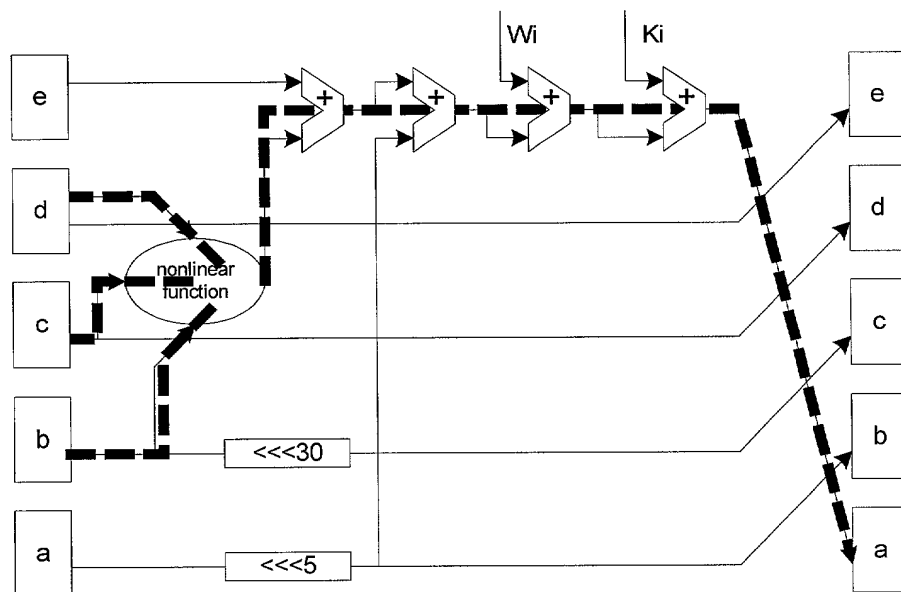 Wi
Ki
e
+
+
+
+
e
d
d
nonlinear
function
c
c
b
<<<30
b
a
<<<5
a